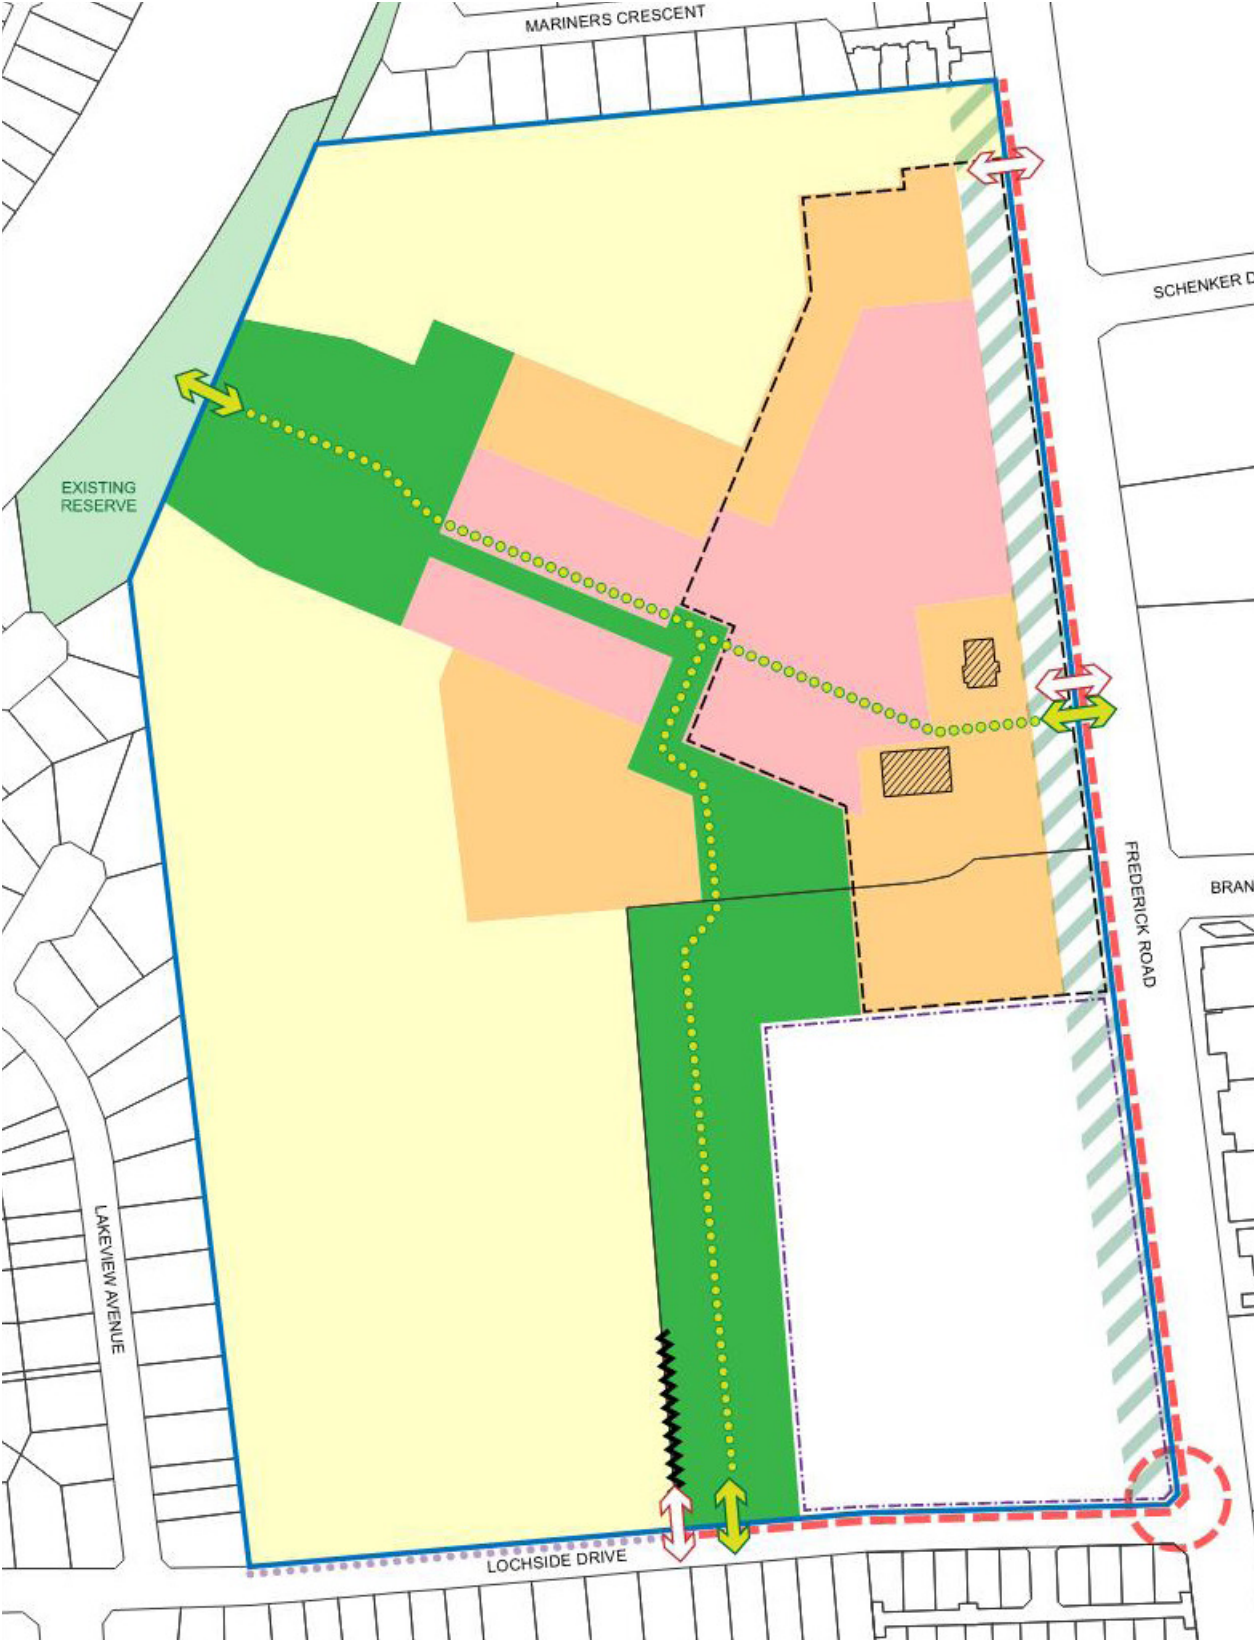 MARINERS CRESCENT
SCHENKER D
EXISTING
RESERVE
FREDERICK ROAD
BRAN
LAKEVIEW AVENUE
LOCHSIDE DRIVE